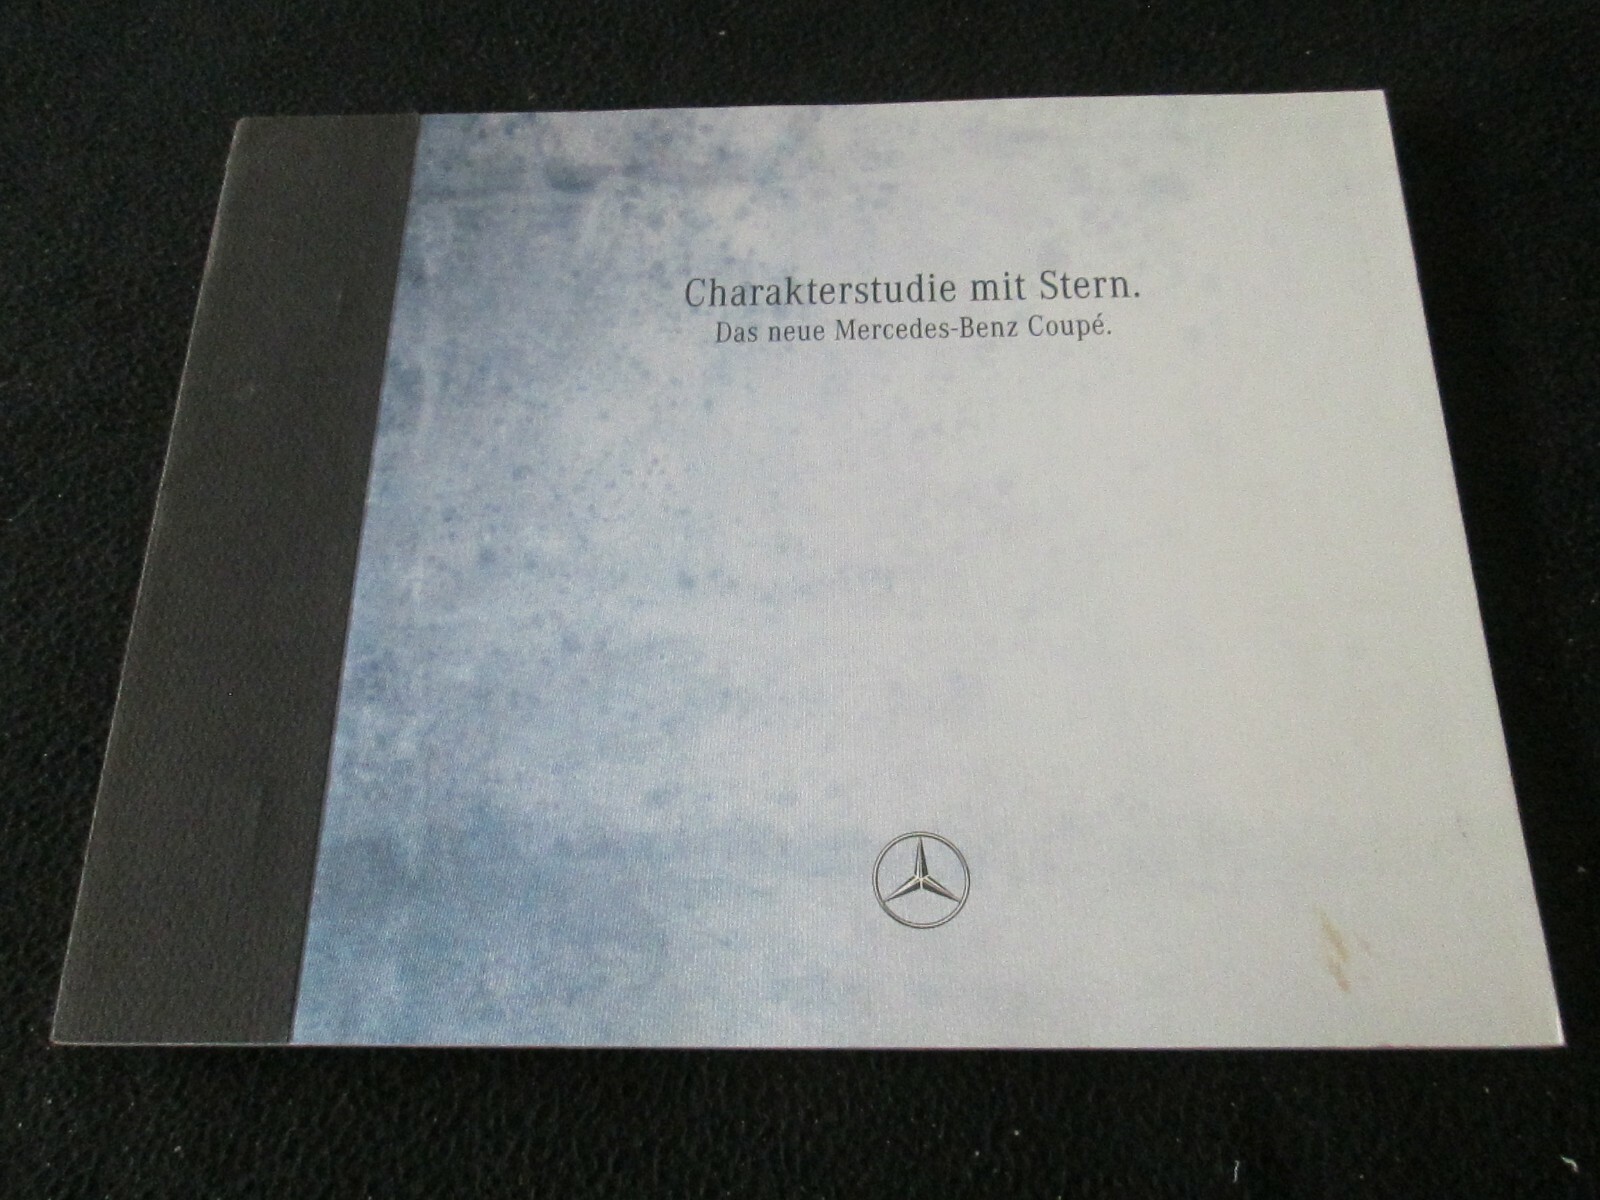 Charakterstudie mit Stern.
Das neue Mercedes-Benz Coupé.